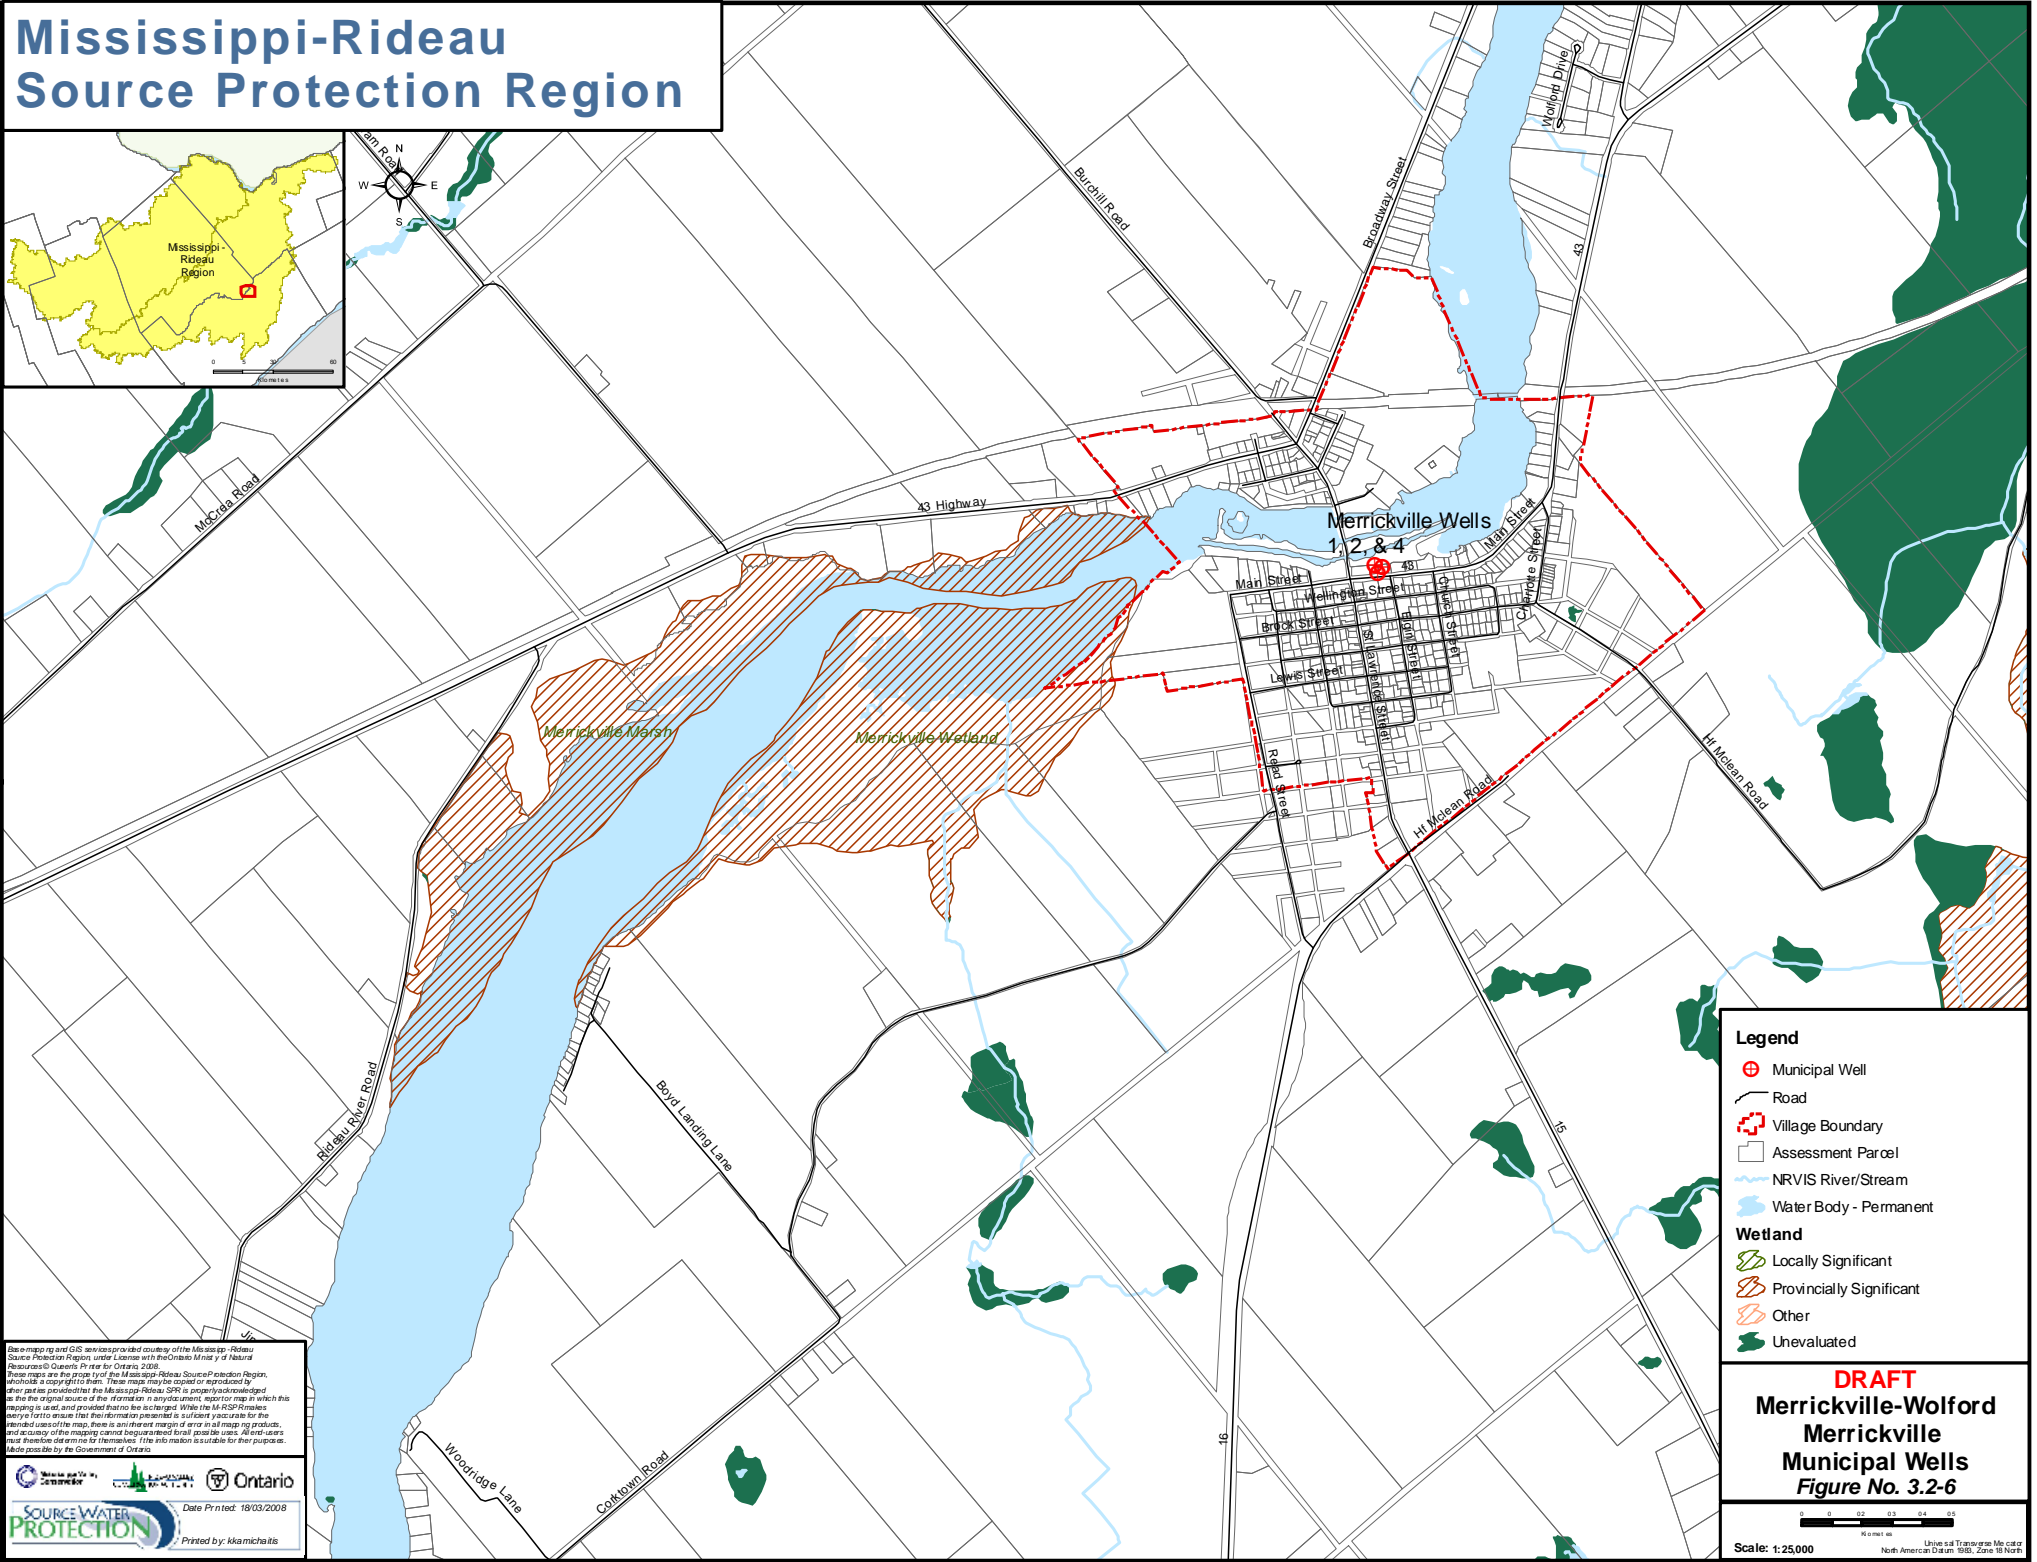 Mississippi-Rideau
Source Protection Region
N
W
E
S
Mississippi -
Rideau
Region
0
30
60
Burchill Road
Broadway Street
Wolford Drive
43
McCrea Road
43 Highway
Merrickville Wells
1, 2, & 4
Main Street
43
Main Street
Wellington Street
Charlotte Street
Church Street
Brock Street
Elgin Street
St Lawrence Street
Lewis Street
Merrickville Marsh
Merrickville Wetland
Read Street
Hf Mclean Road
Hf Mclean Road
Rideau River Road
Boyd Landing Lane
15
16
Woodridge Lane
Corktown Road
Legend
Municipal Well
Road
Village Boundary
Assessment Parcel
NRVIS River/Stream
Water Body - Permanent
Wetland
Locally Significant
Provincially Significant
Other
Unevaluated
DRAFT
Merrickville-Wolford
Merrickville
Municipal Wells
Figure No. 3.2-6
Scale: 1:25,000
Ontario
SOURCE WATER
PROTECTION
Date Printed: 18/03/2008
Printed by: kkamichaitis